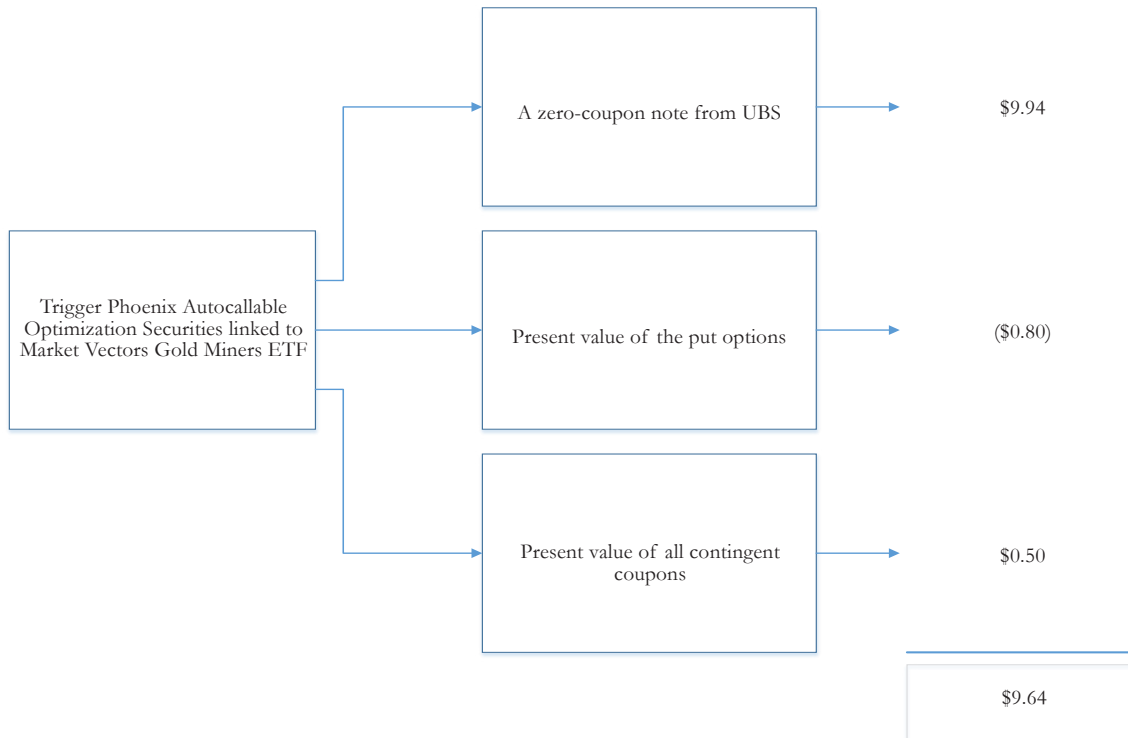 A zero-coupon note from UBS
$9.94
Trigger Phoenix Autocallable
Optimization Securities linked to
Market Vectors Gold Miners ETF
Present value of the put options
($0.80)
Present value of all contingent
coupons
$0.50
$9.64